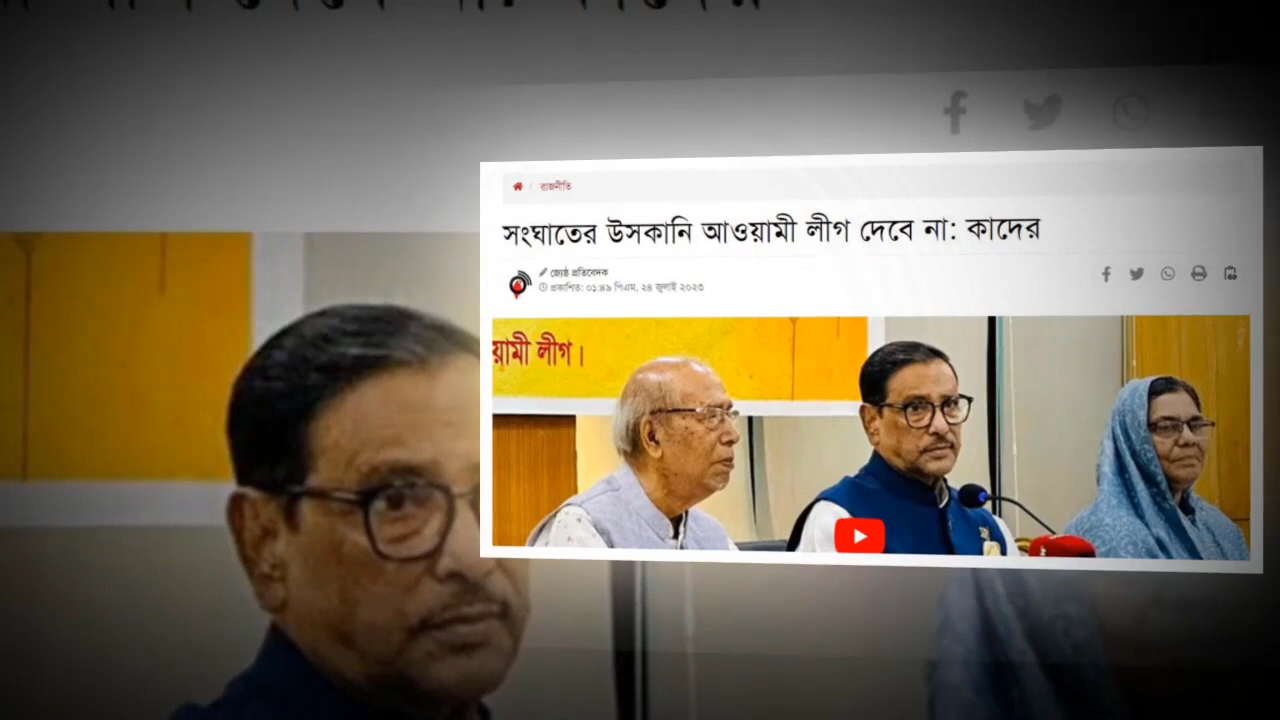 রাজনীতি
সংঘাতের উসকানি আওয়ামী লীগ দেবে না: কাদের
জ্যেষ্ঠ প্রতিবেদক
প্রকাশিত: ০১:৪৯ পিএম, ২৪ জুলাই ২০২৩
য়ামী লীগ।